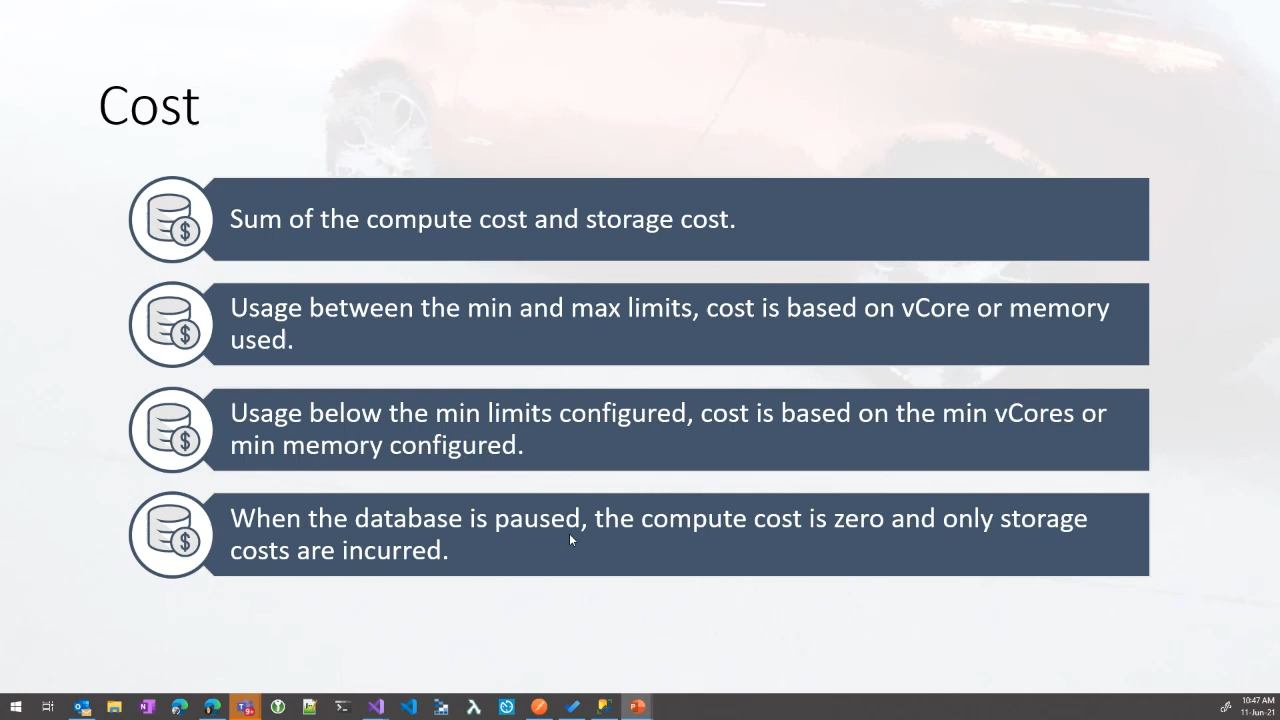 Cost
Sum of the compute cost and storage cost.
Usage between the min and max limits, cost is based on vCore or memory
used.
Usage below the min limits configured, cost is based on the min vCores or
min memory configured.
When the database is paused, the compute cost is zero and only storage
costs are incurred.
10:47 AM
11-Jun-21